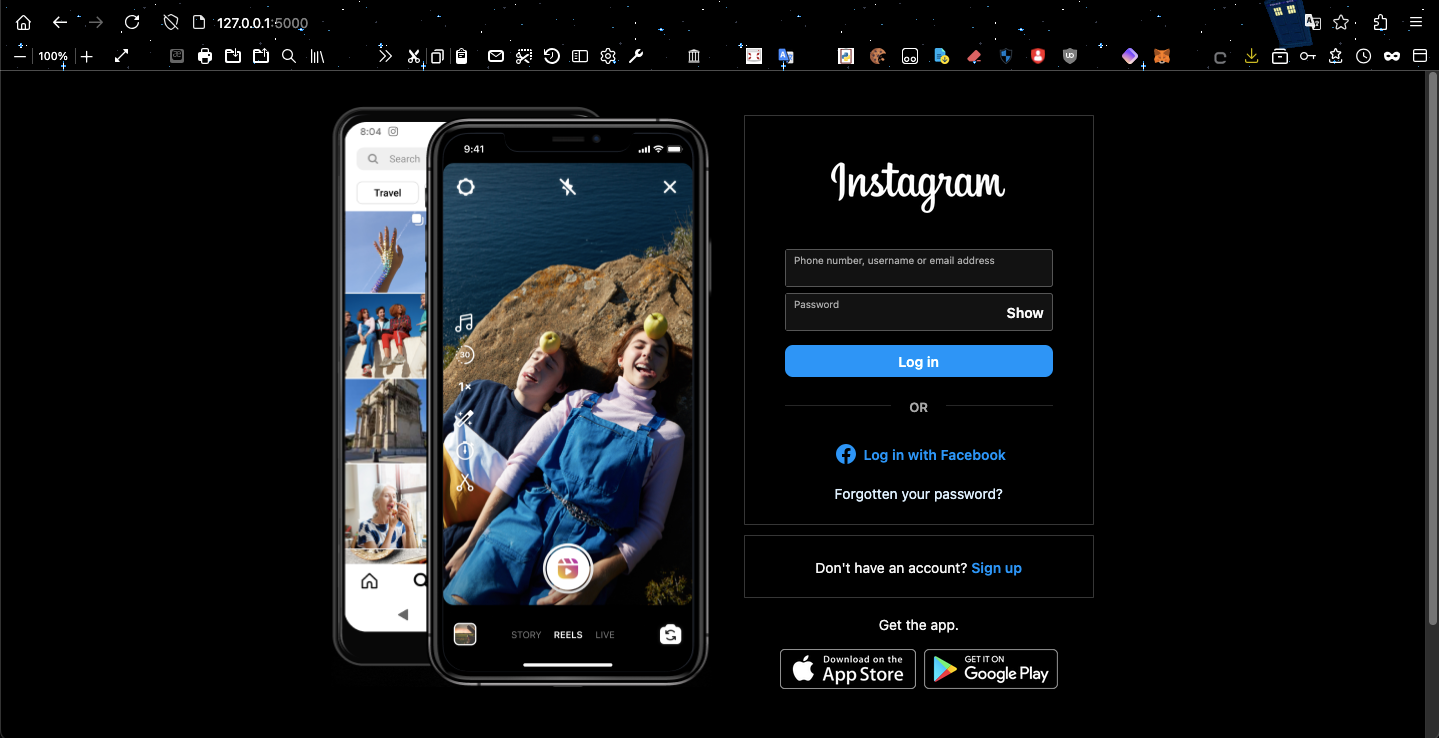 127.0.0.1:5000
100%
8:04
Search
Travel
9:41
30
1×
STORY REELS LIVE
Instagram
Phone number, username or email address
Password
Show
Log in
OR
Log in with Facebook
Forgotten your password?
Don't have an account? Sign up
Get the app.
Download on the
App Store
GET IT ON
Google Play